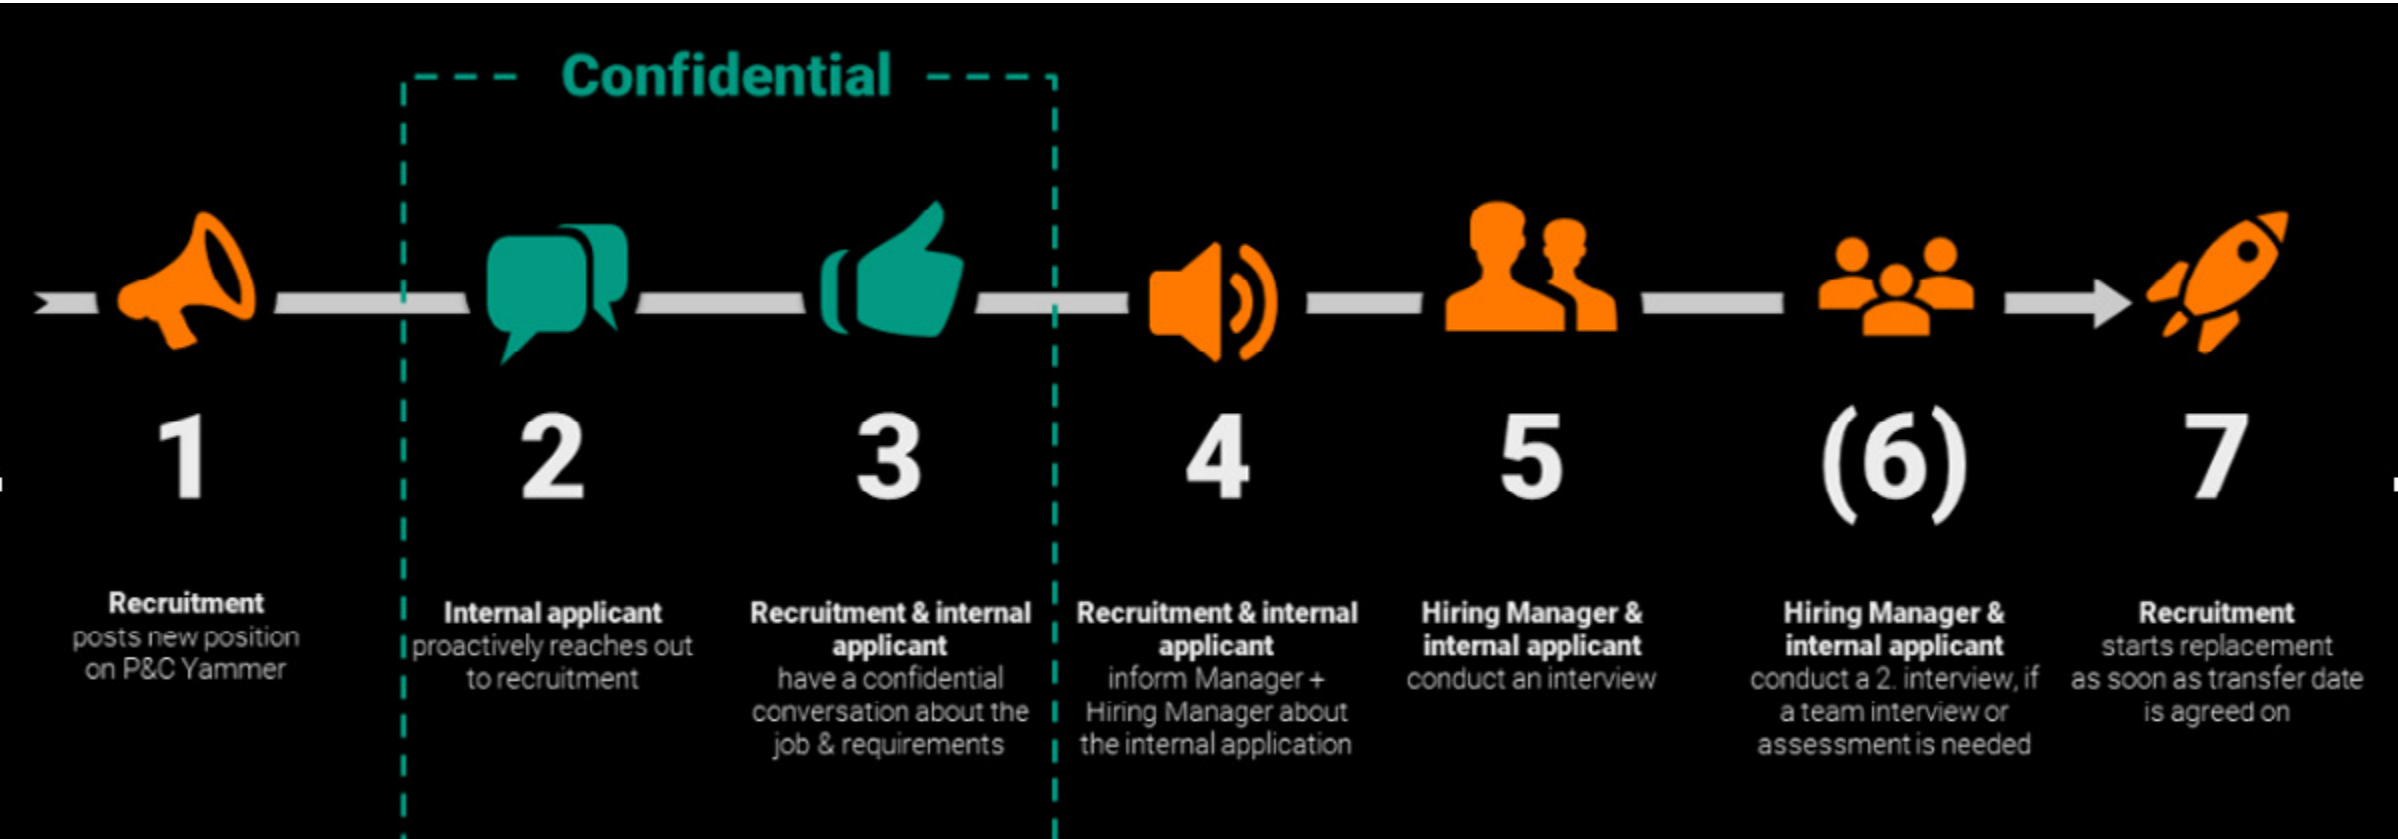 Confidential
1
Recruitment
posts new position
on P&C Yammer
2
Internal applicant
proactively reaches out
to recruitment
3
Recruitment & internal
applicant
have a confidential
conversation about the
job & requirements
4
Recruitment & internal
applicant
inform Manager +
Hiring Manager about
the internal application
5
Hiring Manager &
internal applicant
conduct an interview
(6)
Hiring Manager &
internal applicant
conduct a 2. interview, if
a team interview or
assessment is needed
7
Recruitment
starts replacement
as soon as transfer date
is agreed on